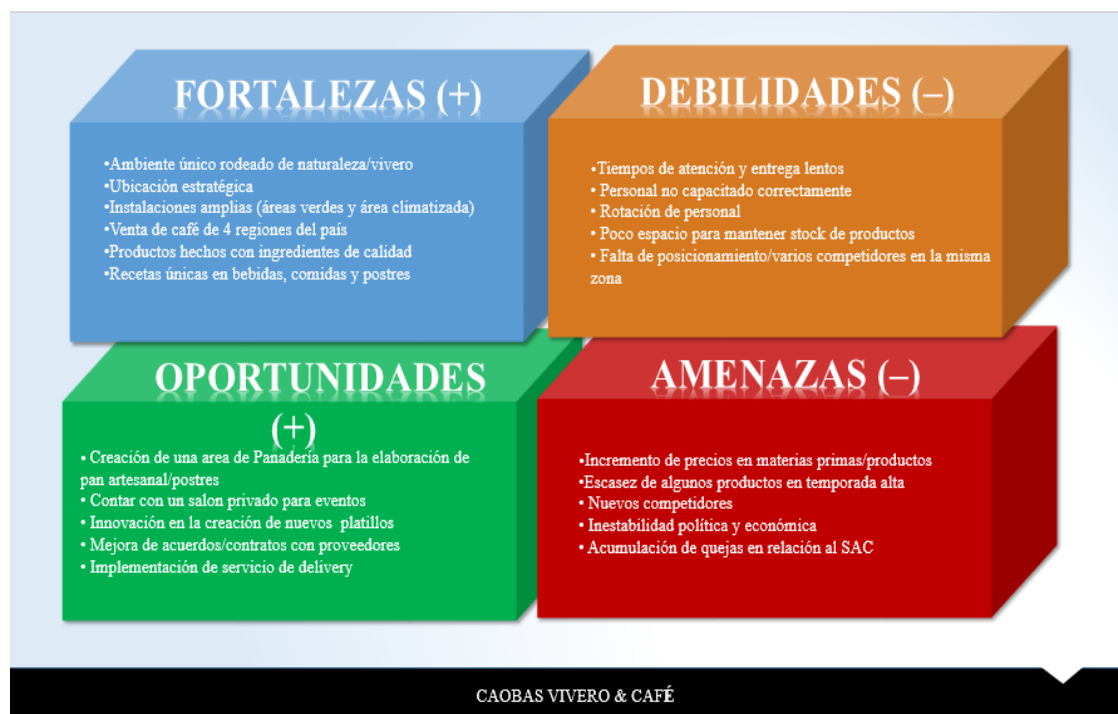 FORTALEZAS (+)
•Ambiente único rodeado de naturaleza/vivero
•Ubicación estratégica
•Instalaciones amplias (áreas verdes y área climatizada)
•Venta de café de 4 regiones del país
•Productos hechos con ingredientes de calidad
•Recetas únicas en bebidas, comidas y postres
DEBILIDADES (–)
•Tiempos de atención y entrega lentos
• Personal no capacitado correctamente
• Rotación de personal
• Poco espacio para mantener stock de productos
• Falta de posicionamiento/varios competidores en la misma
zona
OPORTUNIDADES
(+)
• Creación de una area de Panadería para la elaboración de
pan artesanal/postres
• Contar con un salon privado para eventos
• Innovación en la creación de nuevos platillos
• Mejora de acuerdos/contratos con proveedores
• Implementación de servicio de delivery
AMENAZAS (–)
•Incremento de precios en materias primas/productos
•Escasez de algunos productos en temporada alta
• Nuevos competidores
• Inestabilidad política y económica
• Acumulación de quejas en relación al SAC
CAOBAS VIVERO & CAFÉ